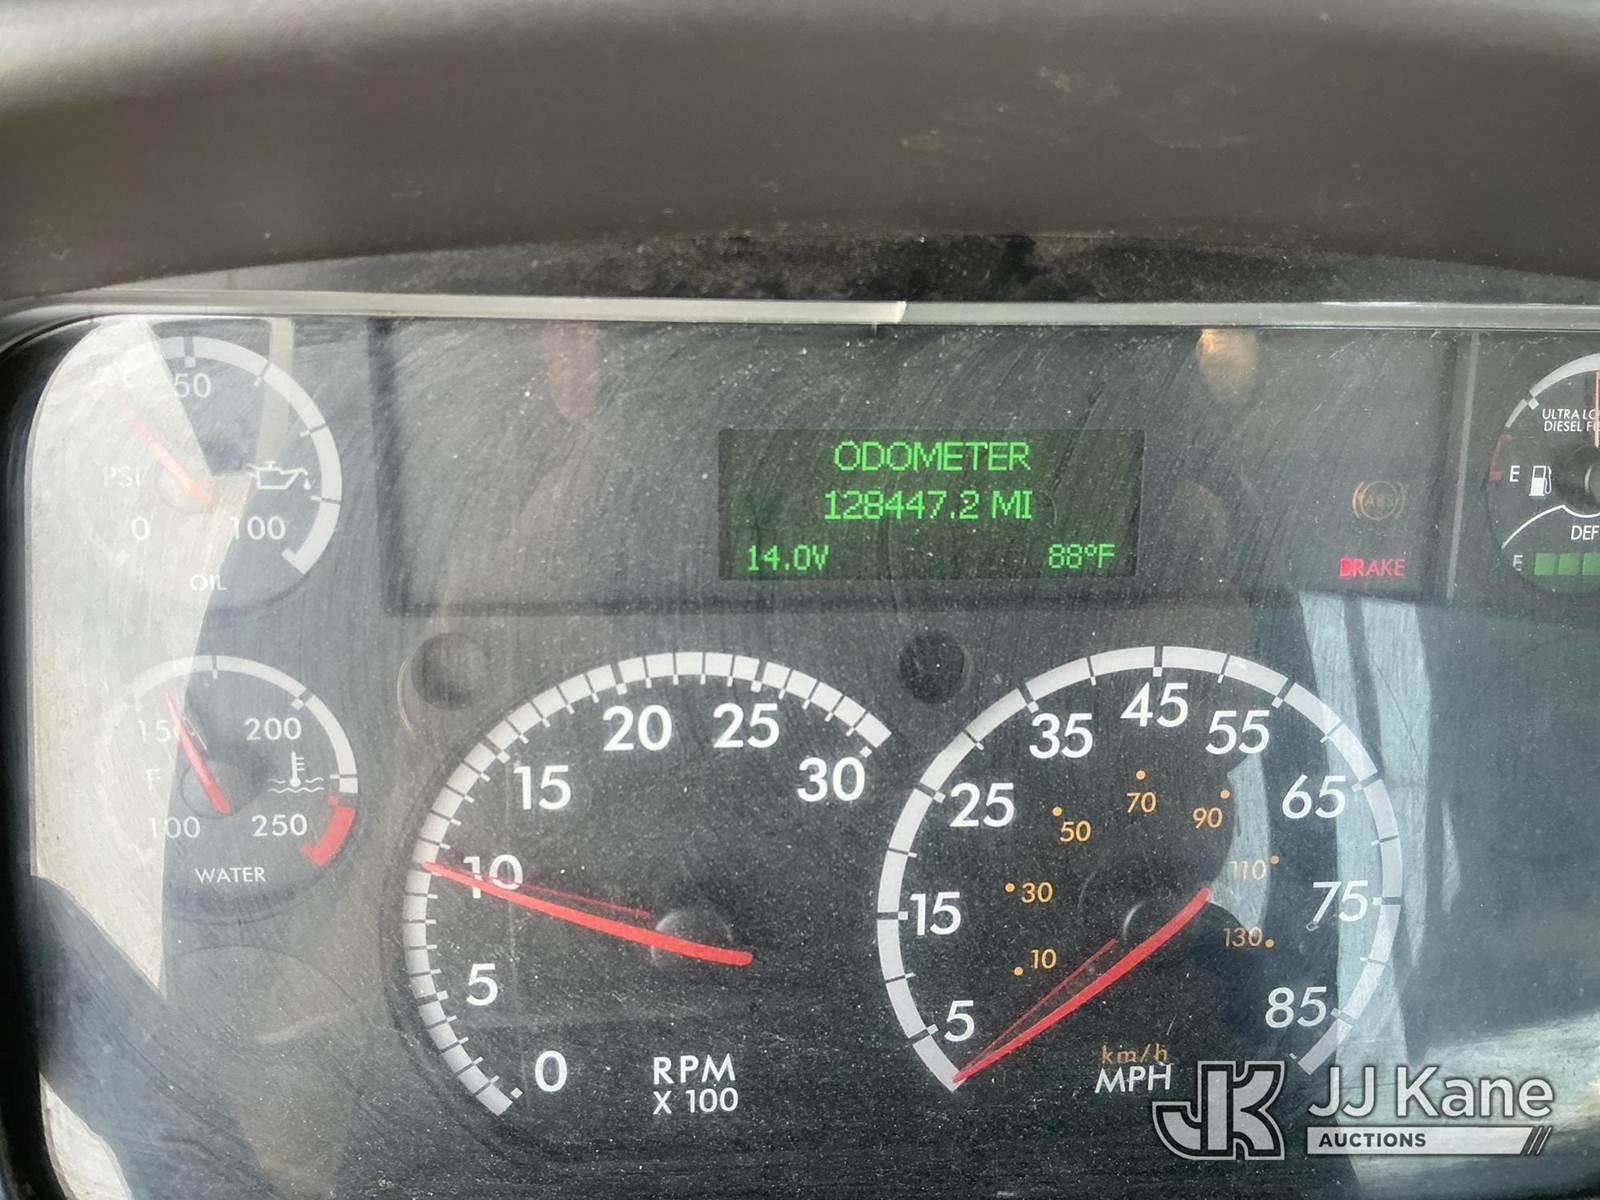 ODOMETER
128447.2 MI
14.0V 88°F
50
PSI
0 100
OIL
150 200
F
100 250
WATER
0 5 10 15 20 25 30
RPM
X 100
5 15 25 35 45 55 65 75 85
10 30 50 70 90 110 130
km/h
MPH
ABS
BRAKE
ULTRA
DIESEL
E
DEF
E
JK JJ Kane
AUCTIONS